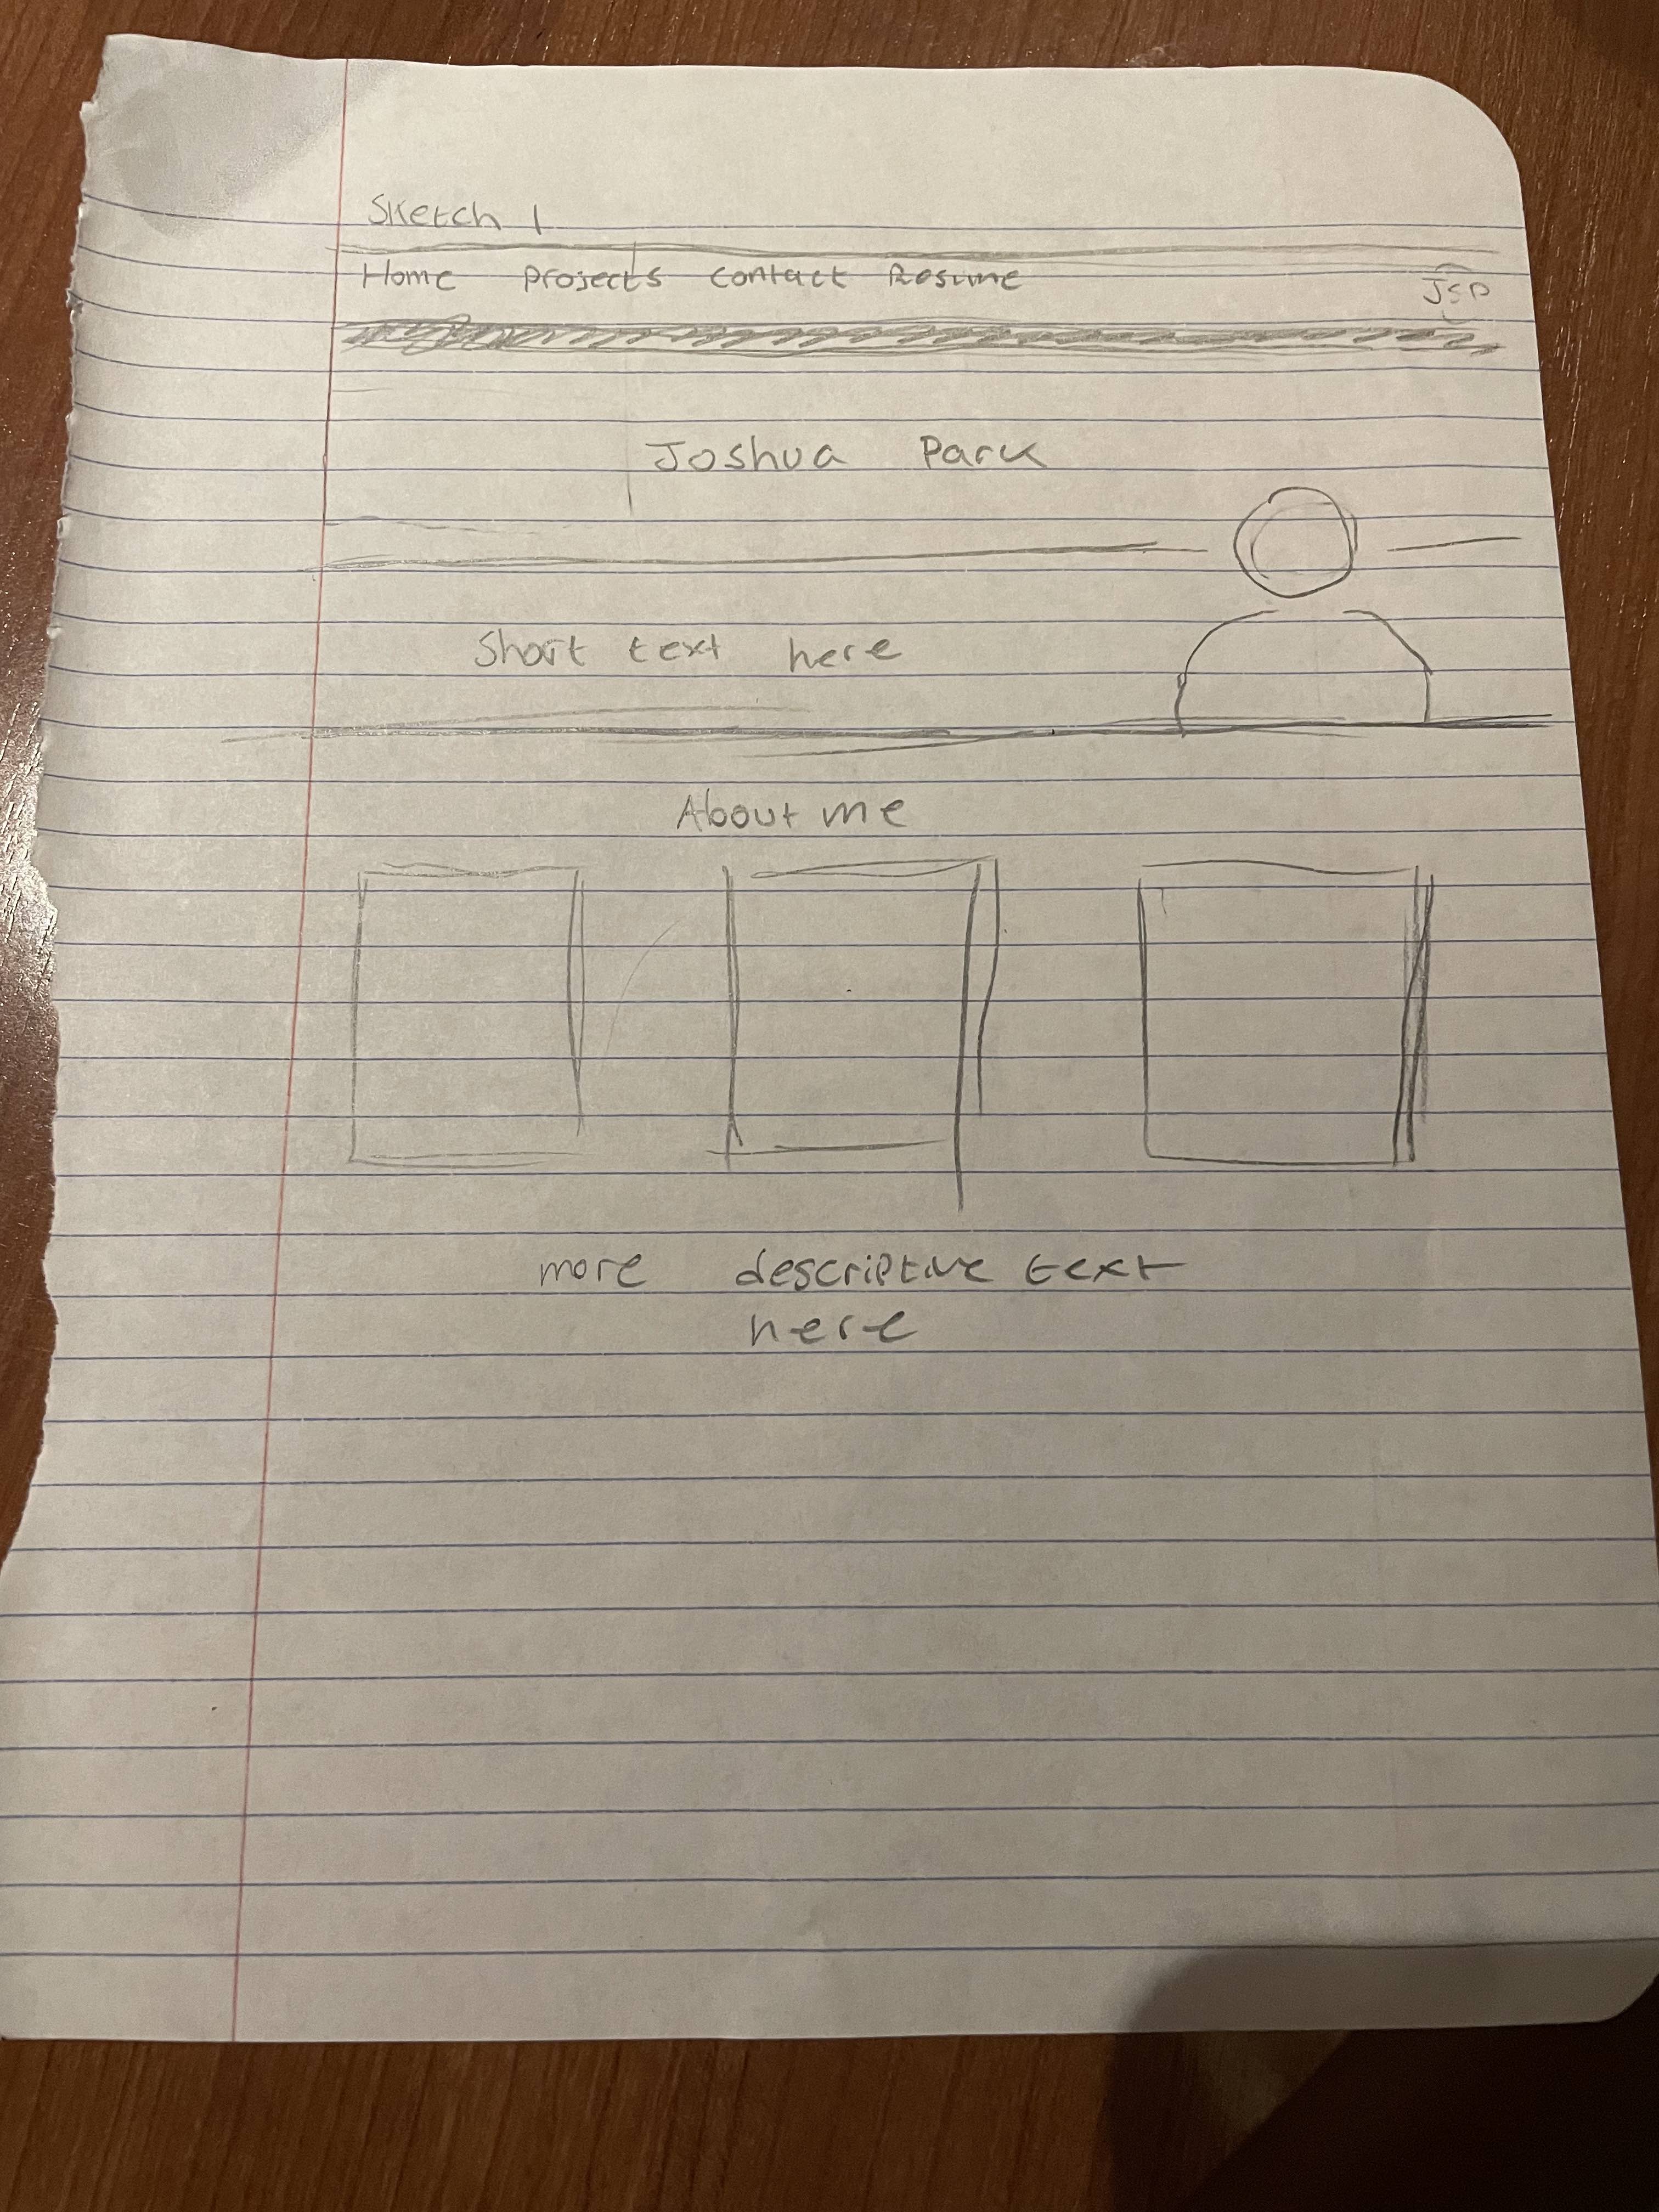 Sketch 1
Home Projects Contact Resume JSP
Joshua Park
Short text here
About me
more descriptive text
here